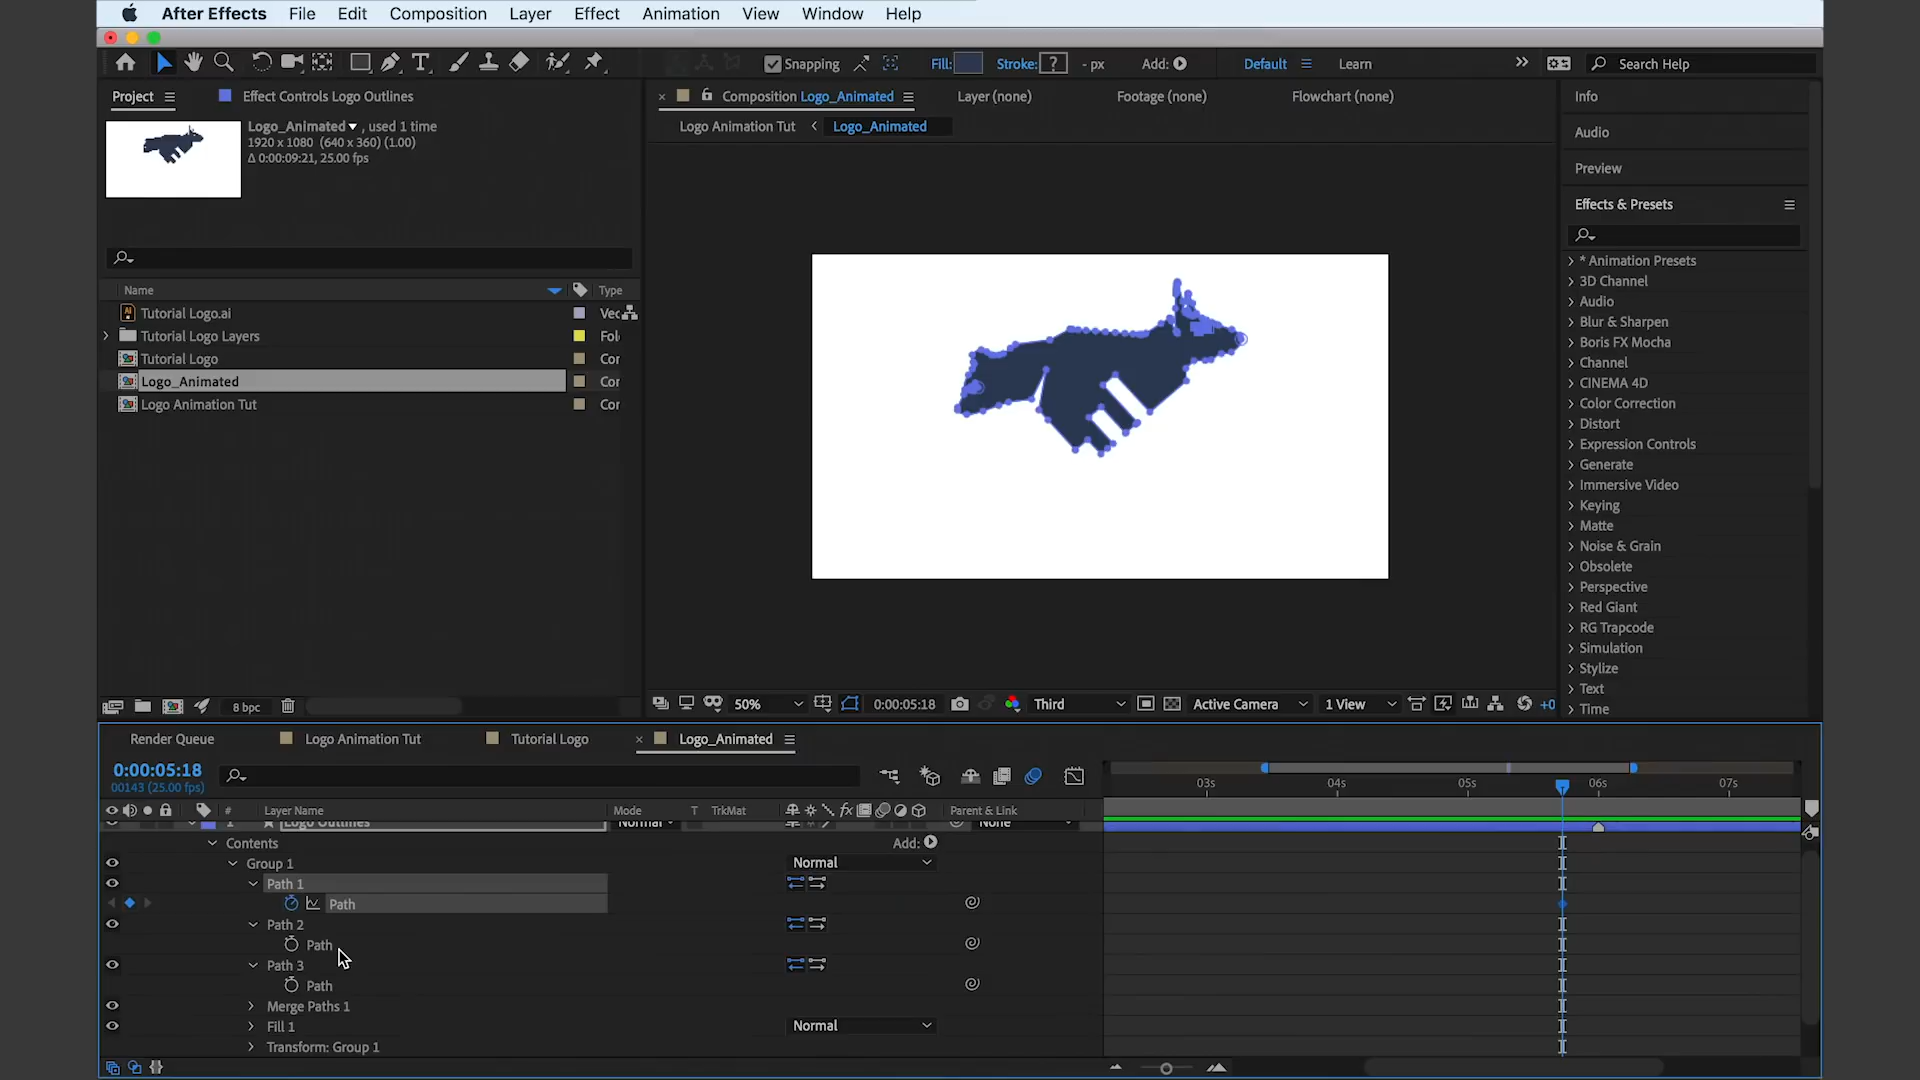 After Effects File Edit Composition Layer Effect Animation View Window Help
Snapping Fill: Stroke: ? - px Add: Default Learn Search Help
Project Effect Controls Logo Outlines
Composition Logo_Animated Layer (none) Footage (none) Flowchart (none)
Logo Animation Tut Logo_Animated
Logo_Animated , used 1 time
1920 x 1080 (640 x 360) (1.00)
Δ 0:00:09:21, 25.00 fps
Name Type
Tutorial Logo.ai Vec
Tutorial Logo Layers Fol
Tutorial Logo Cor
Logo_Animated Cor
Logo Animation Tut Cor
8 bpc
50% 0:00:05:18 Third Active Camera 1 View +0
Info
Audio
Preview
Effects & Presets
* Animation Presets
3D Channel
Audio
Blur & Sharpen
Boris FX Mocha
Channel
CINEMA 4D
Color Correction
Distort
Expression Controls
Generate
Immersive Video
Keying
Matte
Noise & Grain
Obsolete
Perspective
Red Giant
RG Trapcode
Simulation
Stylize
Text
Time
Render Queue Logo Animation Tut Tutorial Logo Logo_Animated
0:00:05:18
00143 (25.00 fps)
03s 04s 05s 06s 07s
# Layer Name Mode T TrkMat Parent & Link
1 Logo Outlines Normal None
Contents Add:
Group 1 Normal
Path 1
Path
Path 2
Path
Path 3
Path
Merge Paths 1
Fill 1 Normal
Transform: Group 1